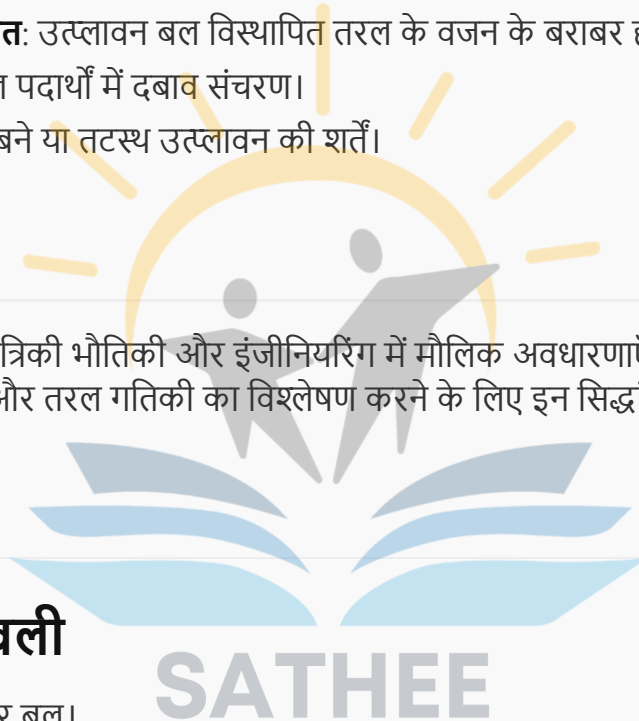 त: उत्प्लावन बल विस्थापित तरल के वजन के बराबर
पदार्थों में दबाव संचरण।
बने या तटस्थ उत्प्लावन की शर्तें।
त्रिकी भौतिकी और इंजीनियरिंग में मौलिक अवधारणाएँ
और तरल गतिकी का विश्लेषण करने के लिए इन
वली
SATHEE
र बल।